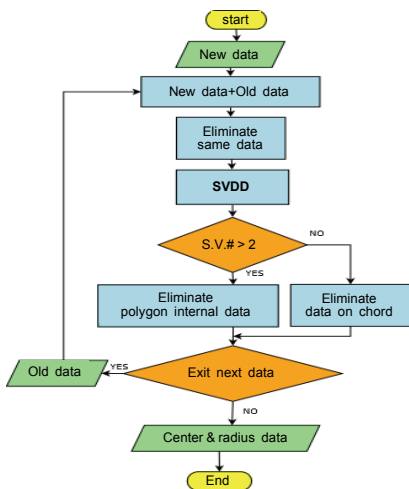 start
New data
New data+Old data
Eliminate
same data
SVDD
S.V.# > 2
NO
YES
Eliminate
polygon internal data
Eliminate
data on chord
Old data
YES
Exit next data
NO
Center & radius data
End